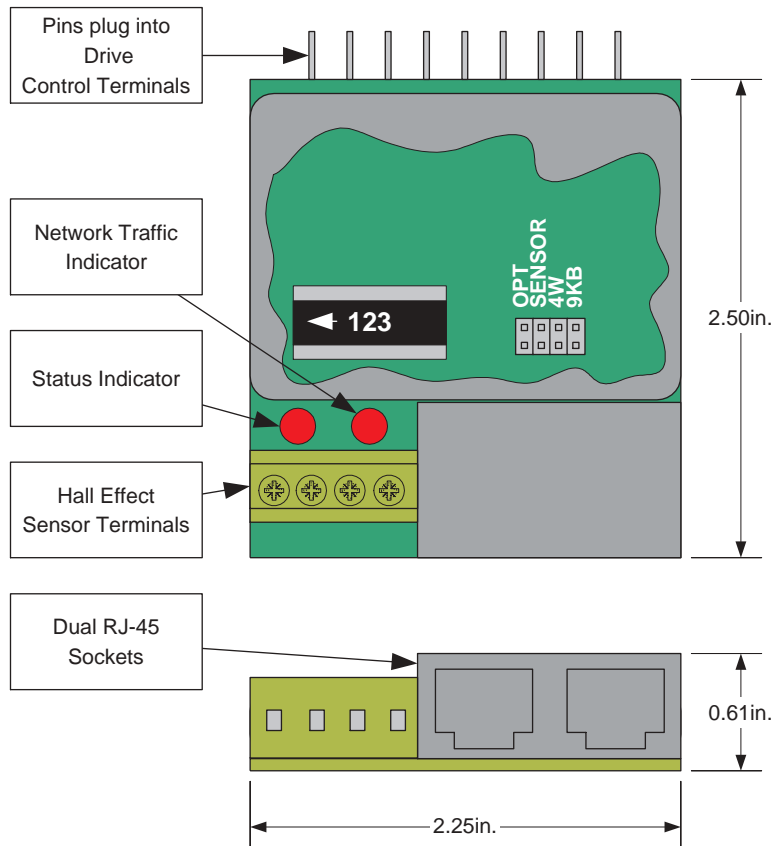 Pins plug into
Drive
Control Terminals
Network Traffic
Indicator
Status Indicator
Hall Effect
Sensor Terminals
OPT
SENSOR
4W
9KB
123
2.50in.
Dual RJ-45
Sockets
0.61in.
2.25in.